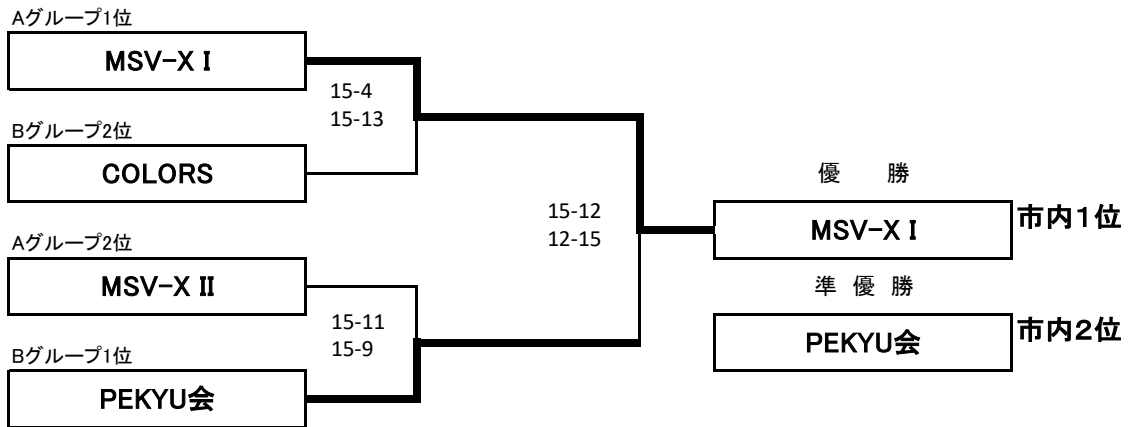 Aグループ1位
MSV-X I
15-4
15-13
Bグループ2位
COLORS
Aグループ2位
MSV-X II
15-11
15-9
Bグループ1位
PEKYU会
15-12
12-15
優 勝
MSV-X I
市内1位
準 優 勝
PEKYU会
市内2位